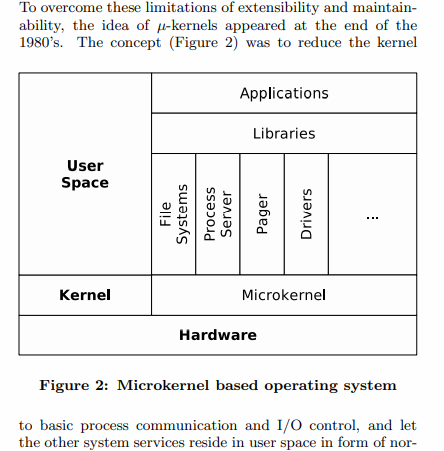 To overcome these limitations of extensibility and maintain-
ability, the idea of μ-kernels appeared at the end of the
1980's. The concept (Figure 2) was to reduce the kernel
Applications
Libraries
User
Space
File
Systems
Process
Server
Pager
Drivers
...
Kernel
Microkernel
Hardware
Figure 2: Microkernel based operating system
to basic process communication and I/O control, and let
the other system services reside in user space in form of nor-